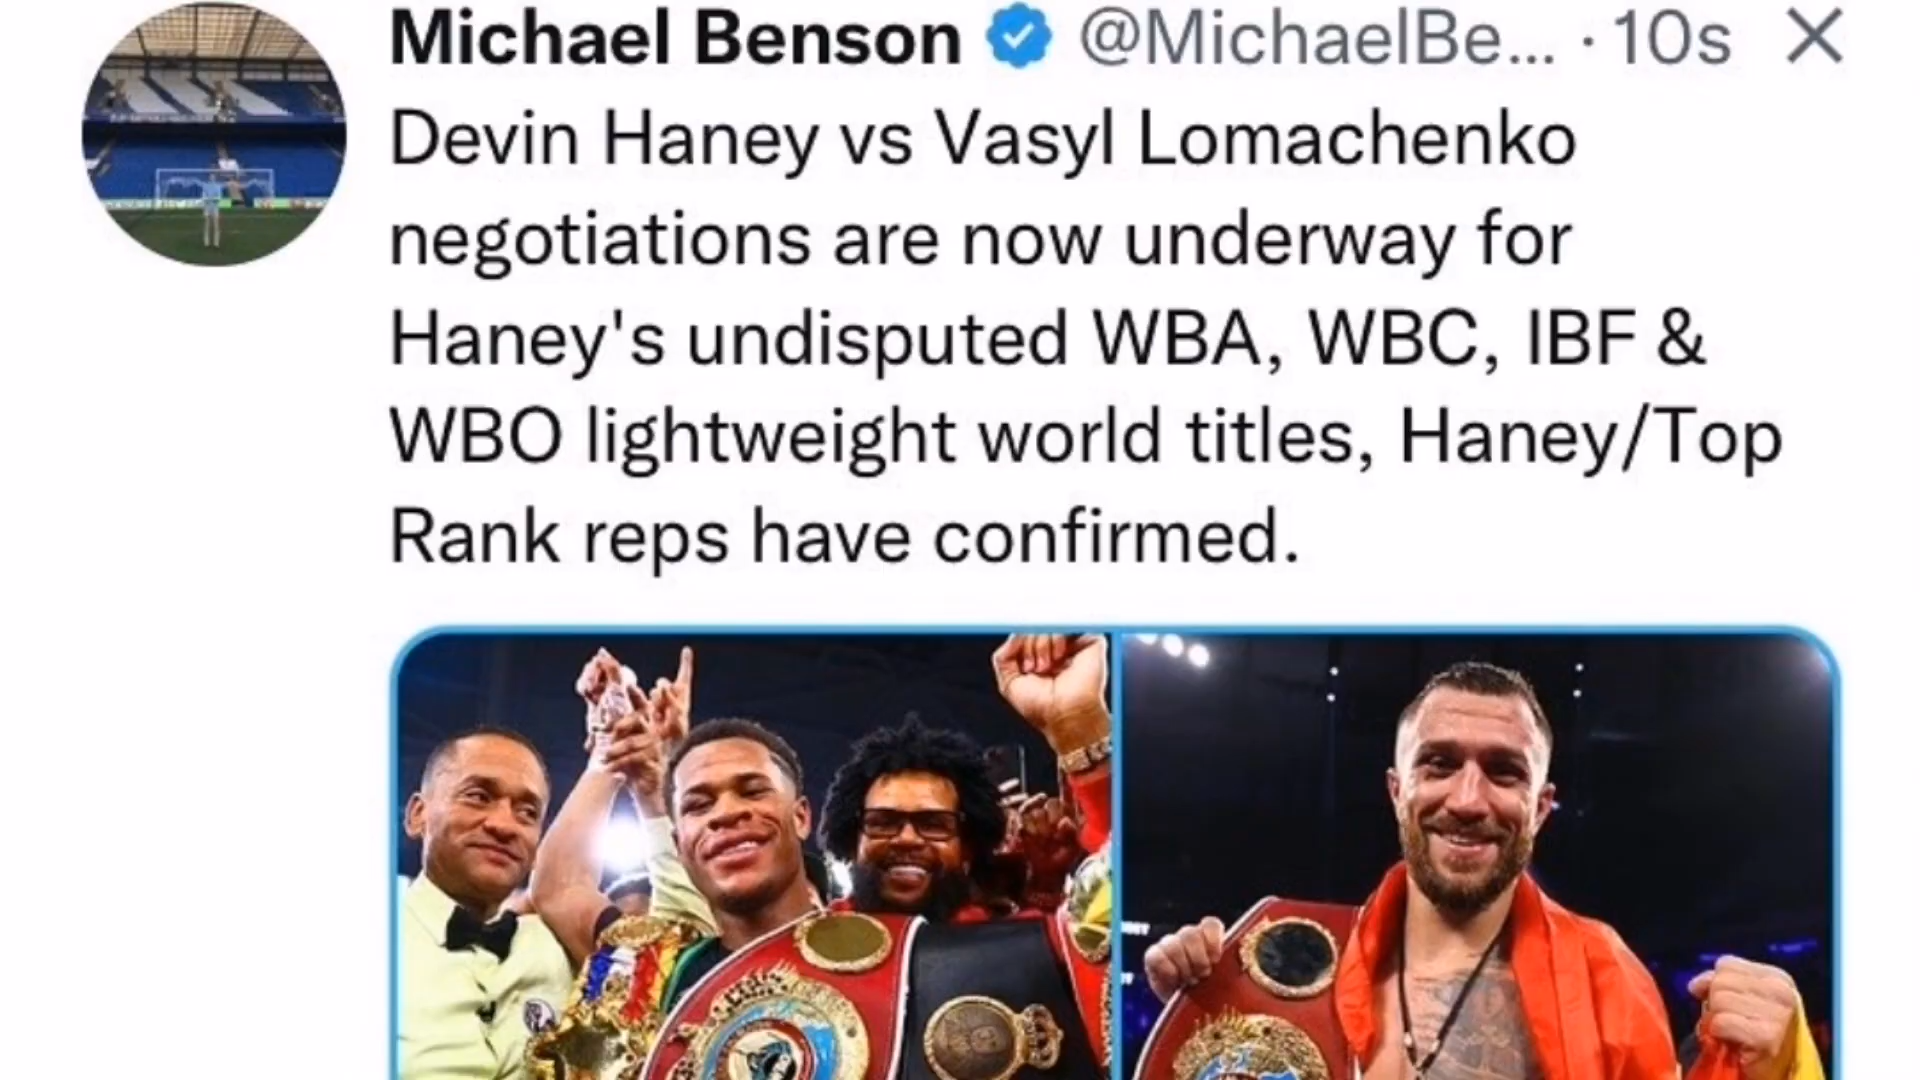 Michael Benson @MichaelBe... · 10s
Devin Haney vs Vasyl Lomachenko
negotiations are now underway for
Haney's undisputed WBA, WBC, IBF &
WBO lightweight world titles, Haney/Top
Rank reps have confirmed.